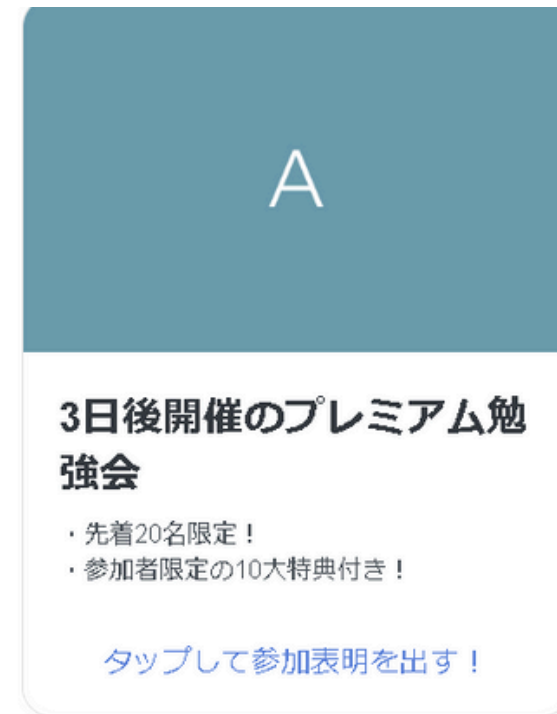 A
3日後開催のプレミアム勉
強会
・先着20名限定！
・参加者限定の10大特典付き！
タップして参加表明を出す！